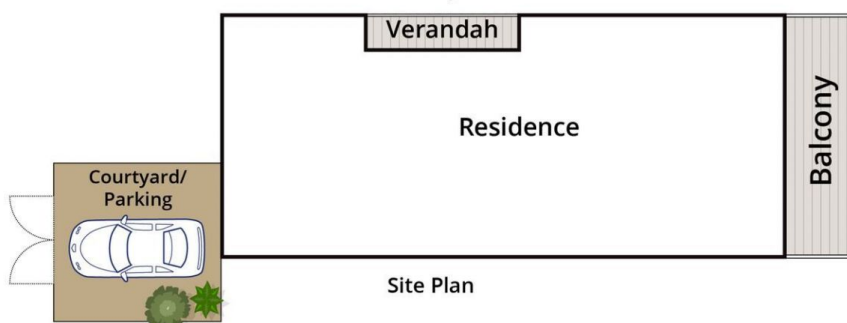 Verandah
Residence
Balcony
Courtyard/
Parking
Site Plan